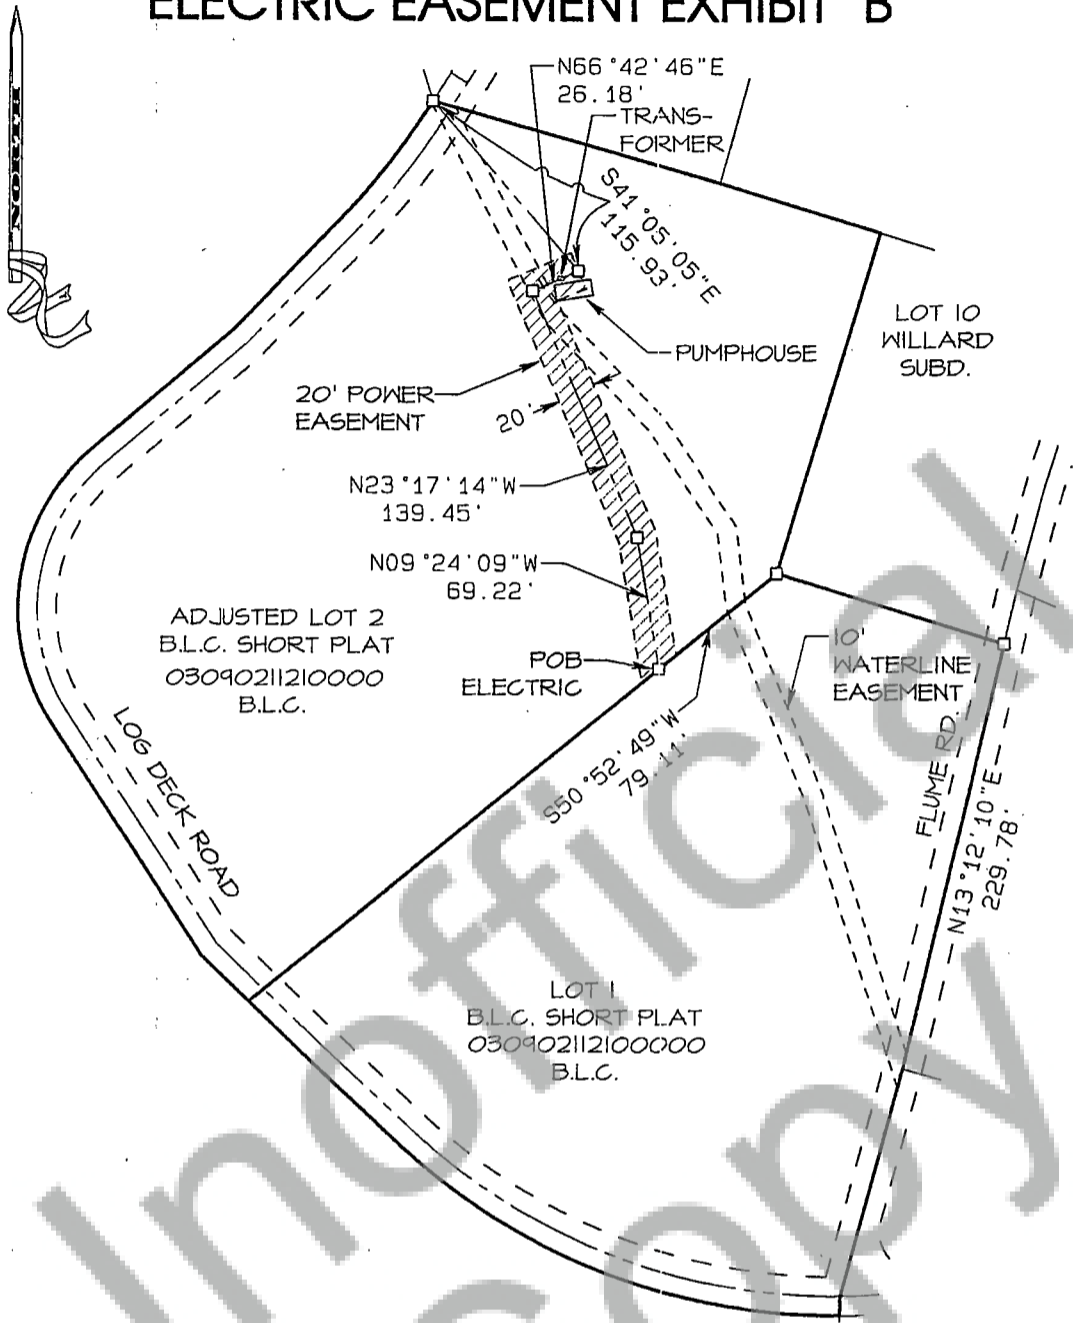 ELECTRIC EASEMENT EXHIBIT "B"
N66°42'46"E
26.18'
TRANS-
FORMER
S41°05'05"E
115.93'
LOT 10
WILLARD
SUBD.
PUMPHOUSE
20' POWER
EASEMENT
20'
N23°17'14"W
139.45'
N09°24'09"W
69.22'
ADJUSTED LOT 2
B.L.C. SHORT PLAT
03090211210000
B.L.C.
POB
ELECTRIC
10'
WATERLINE
EASEMENT
LOG DECK ROAD
S50°52'49"W
79.11'
FLUME RD.
N13°12'10"E
229.78'
LOT 1
B.L.C. SHORT PLAT
03090211210000
B.L.C.
Unofficial
Copy